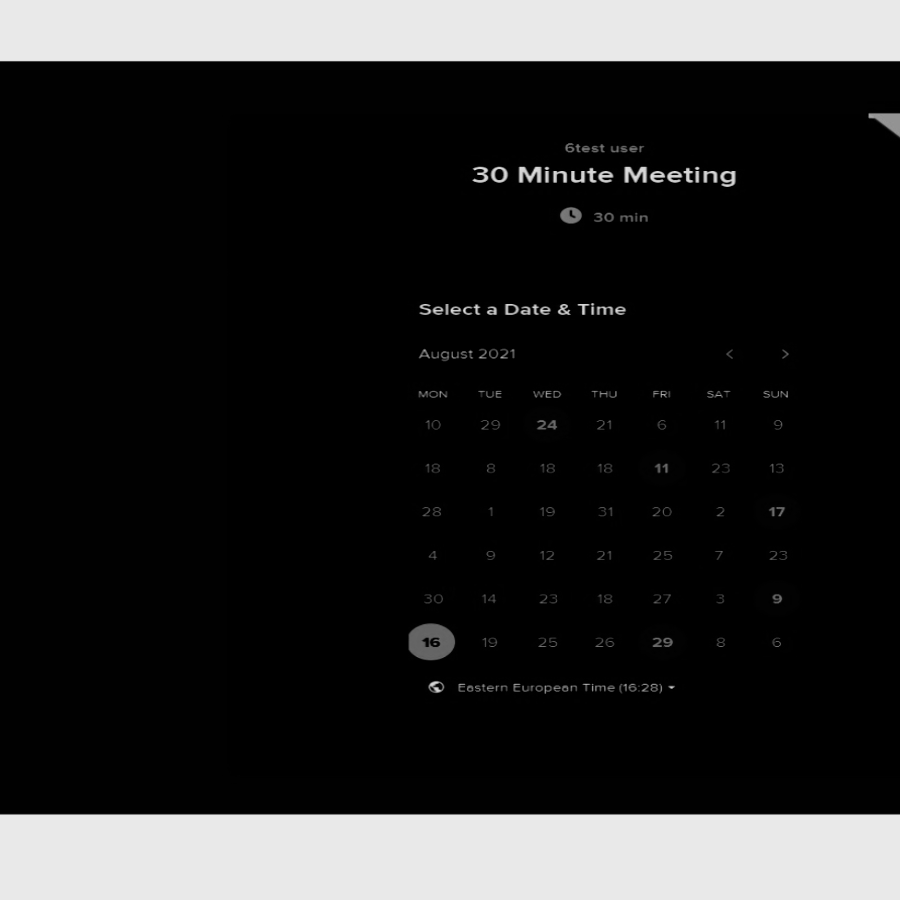 6test user
30 Minute Meeting
30 min
Select a Date & Time
August 2021
MON TUE WED THU FRI SAT SUN
10 29 24 21 6 11 9
18 8 18 18 11 23 13
28 1 19 31 20 2 17
4 9 12 21 25 7 23
30 14 23 18 27 3 9
16 19 25 26 29 8 6
Eastern European Time (16:28)